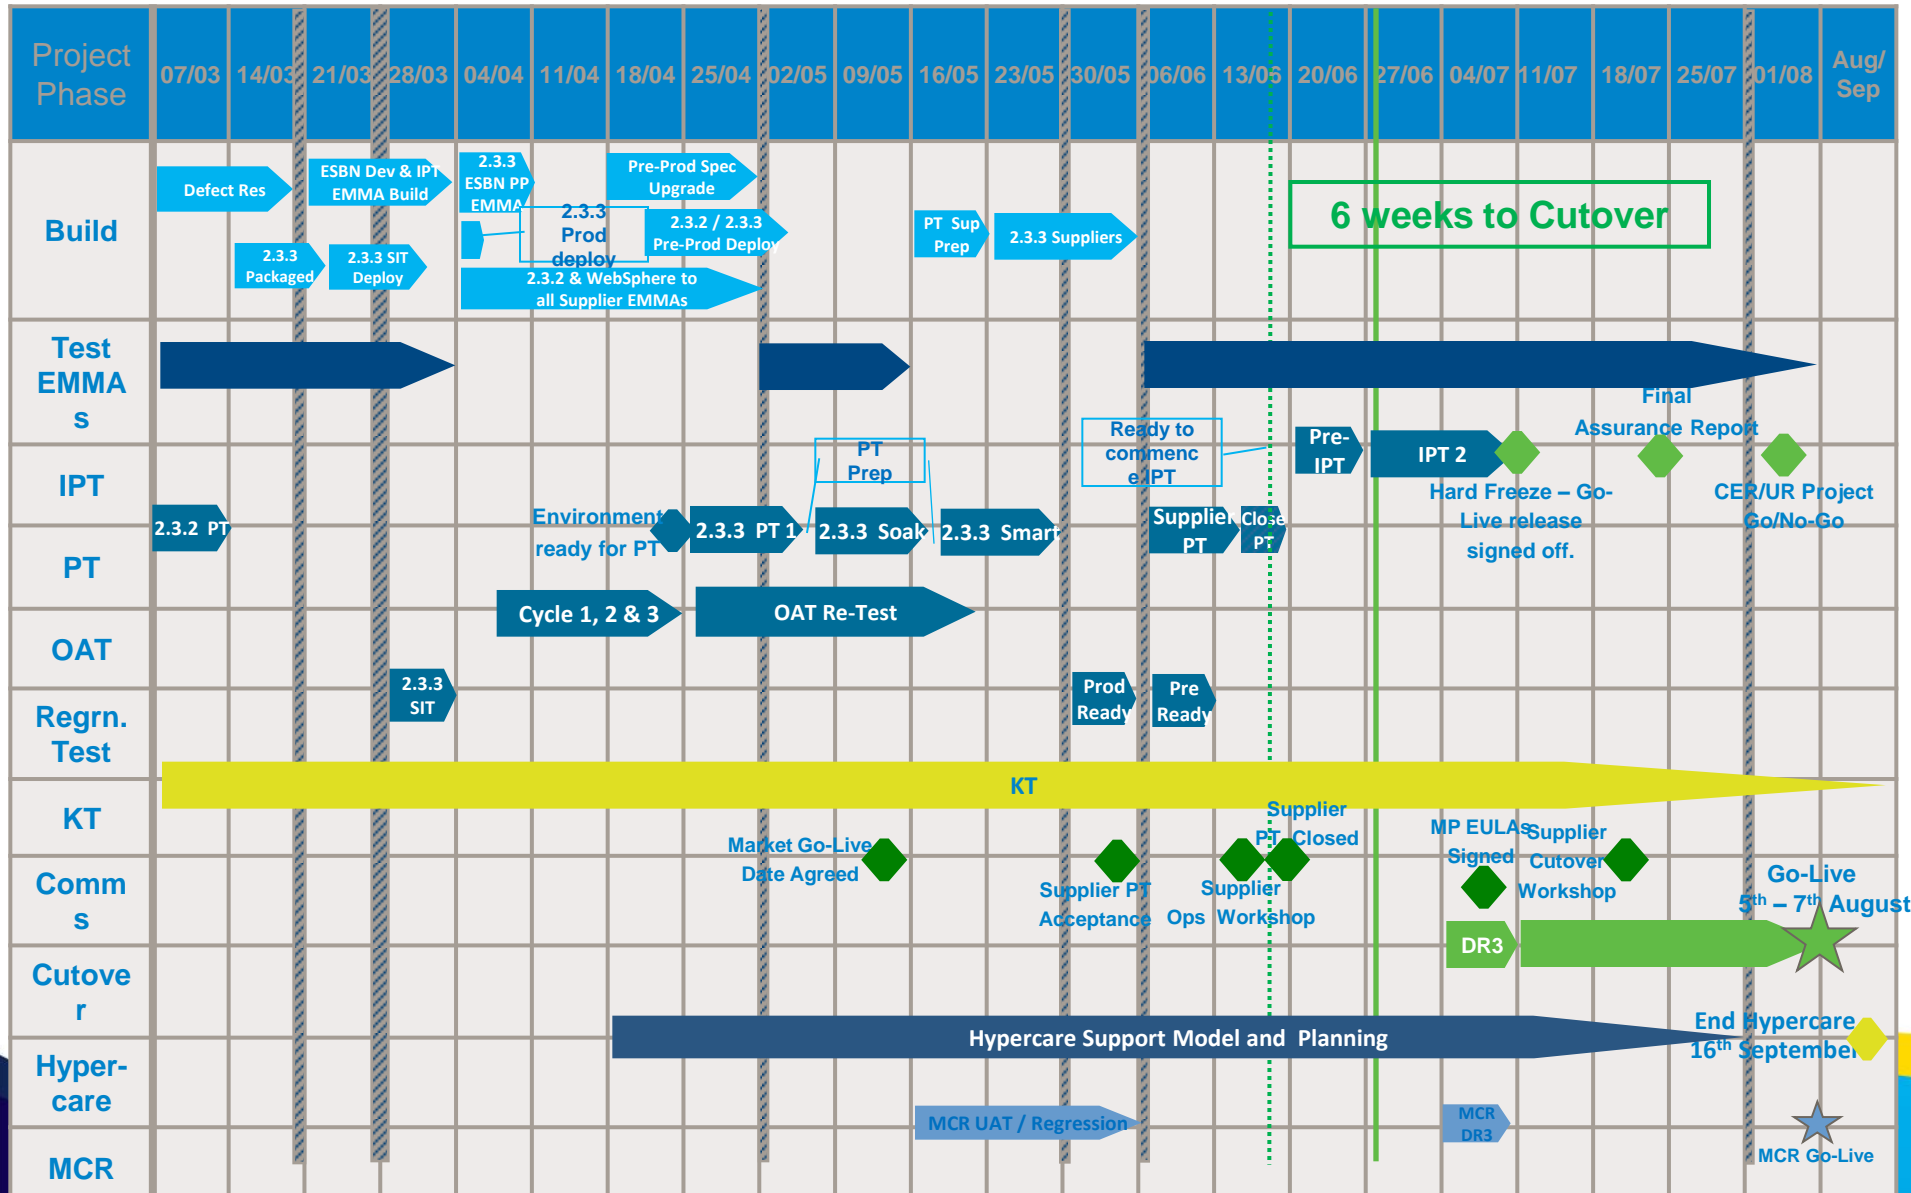 Project
Phase
07/03
14/03
21/03
28/03
04/04
11/04
18/04
25/04
02/05
09/05
16/05
23/05
30/05
06/06
13/06
20/06
27/06
04/07
11/07
18/07
25/07
01/08
Aug/
Sep
Build
Defect Res
ESBN Dev & IPT
EMMA Build
2.3.3
ESBN PP
EMMA
Pre-Prod Spec
Upgrade
2.3.3
Prod
deploy
2.3.2 / 2.3.3
Pre-Prod Deploy
2.3.3
Packaged
2.3.3 SIT
Deploy
2.3.2 & WebSphere to
all Supplier EMMAs
PT Sup
Prep
2.3.3 Suppliers
6 weeks to Cutover
Test
EMMA
s
Final
Assurance Report
IPT
PT
Prep
Ready to
commenc
e IPT
Pre-
IPT
IPT 2
Hard Freeze – Go-
Live release
signed off.
CER/UR Project
Go/No-Go
PT
2.3.2 PT
Environment
ready for PT
2.3.3 PT 1
2.3.3 Soak
2.3.3 Smart
Supplier
PT
Close
PT
OAT
Cycle 1, 2 & 3
OAT Re-Test
Regrn.
Test
2.3.3
SIT
Prod
Ready
Pre
Ready
KT
KT
Comm
s
Market Go-Live
Date Agreed
Supplier PT
Acceptance
Supplier
Ops Workshop
Supplier
PT Closed
MP EULAs
Signed
Supplier
Cutover
Workshop
Go-Live
5th – 7th August
Cutove
r
DR3
Hyper-
care
Hypercare Support Model and Planning
End Hypercare
16th September
MCR
MCR UAT / Regression
MCR
DR3
MCR Go-Live